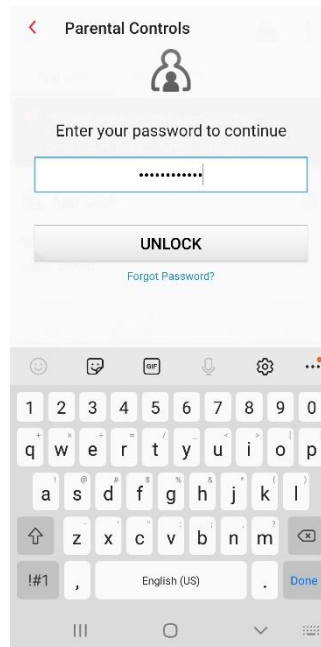 Parental Controls
Enter your password to continue
••••••••••••
UNLOCK
Forgot Password?
GIF
1 2 3 4 5 6 7 8 9 0
q w e r t y u i o p
a s d f g h j k l
z x c v b n m
!#1 , English (US) . Done